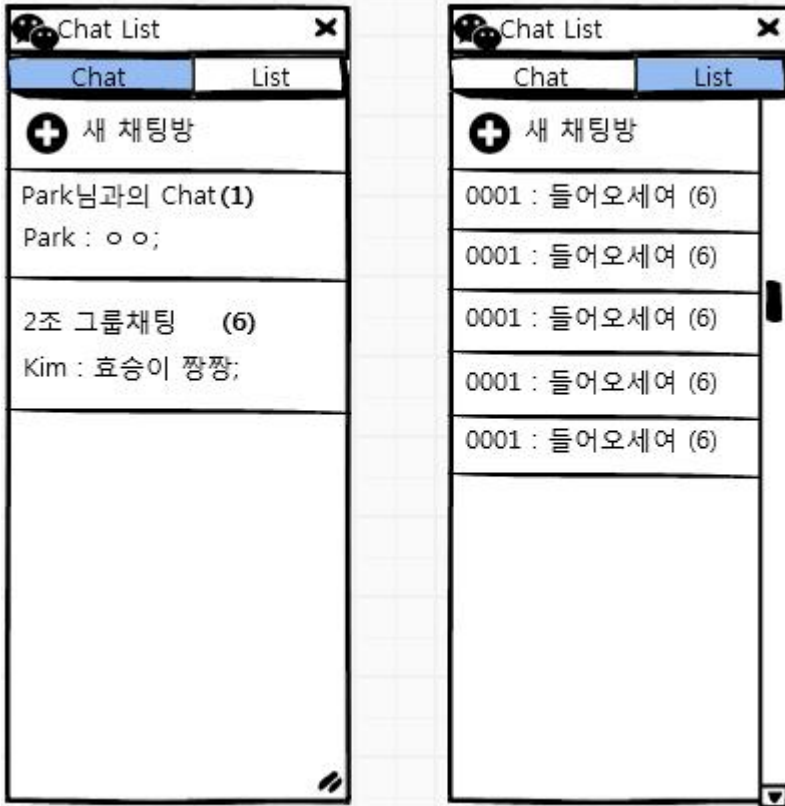 Chat List
Chat List
Chat List
Chat List
새 채팅방
새 채팅방
Park님과의 Chat(1)
Park : ㅇㅇ;
2조 그룹채팅 (6)
Kim : 효승이 짱짱;
0001 : 들어오세여 (6)
0001 : 들어오세여 (6)
0001 : 들어오세여 (6)
0001 : 들어오세여 (6)
0001 : 들어오세여 (6)